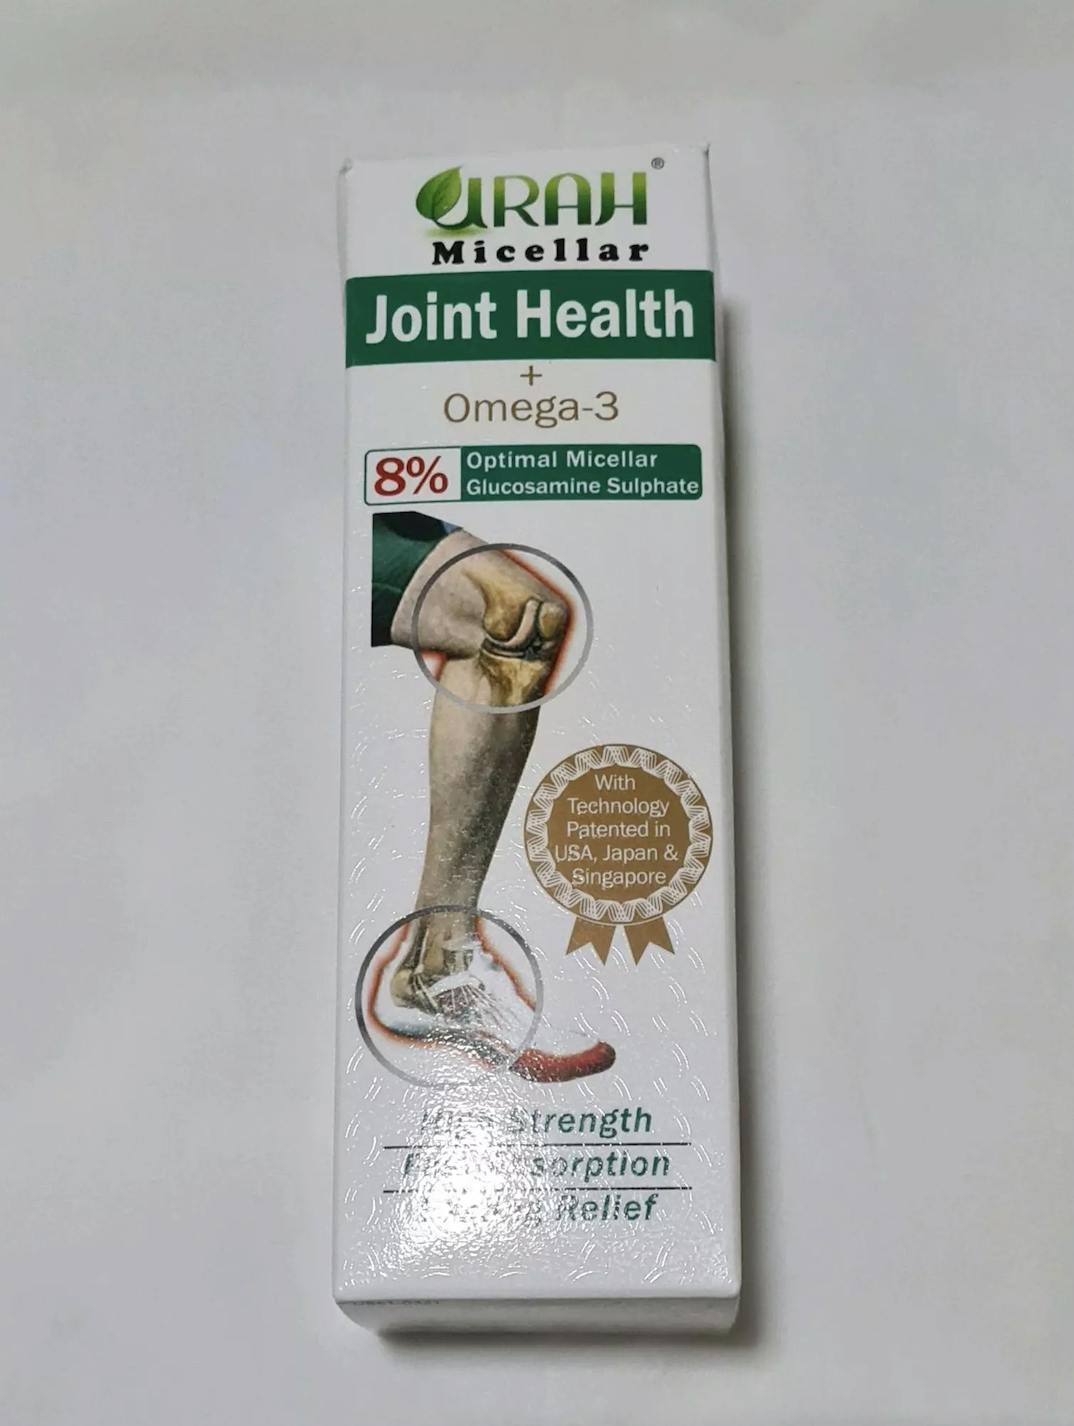 URAH®
Micellar
Joint Health
+
Omega-3
8%
Optimal Micellar
Glucosamine Sulphate
With
Technology
Patented in
USA, Japan &
Singapore
High Strength
Relief